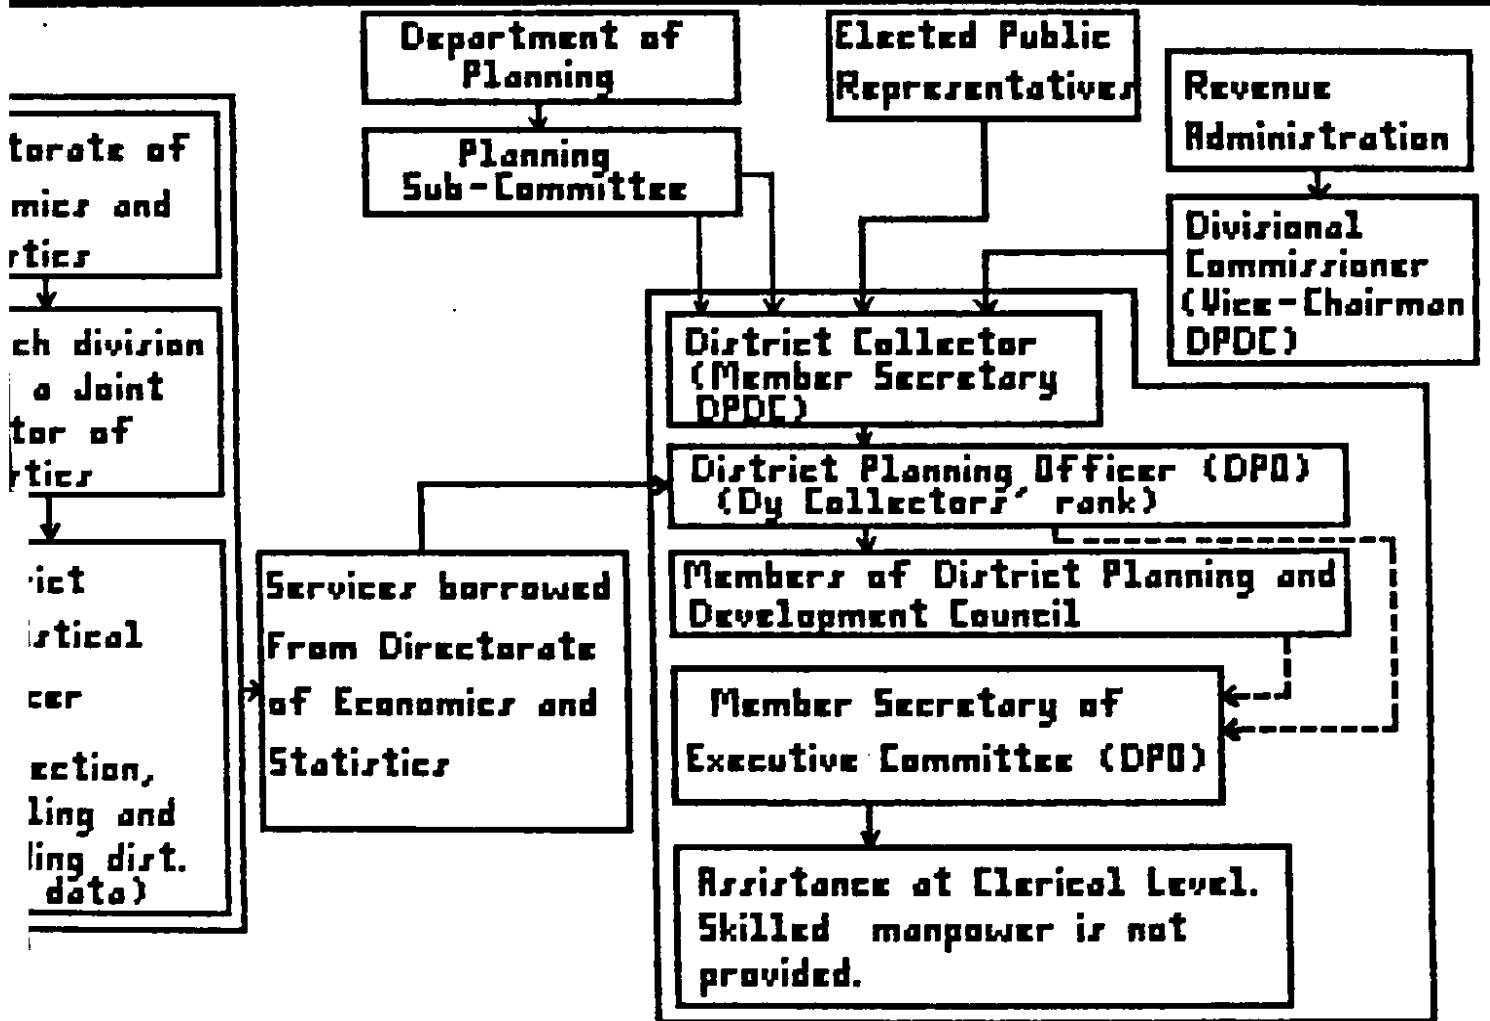 Department of
Planning
Elected Public
Representatives
Revenue
Administration
Planning
Sub-Committee
Divisional
Commissioner
(Vice-Chairman
DPDC)
torate of
mics and
rtics
ch division
a Joint
tor of
rtics
District Collector
(Member Secretary
DPDC)
District Planning Officer (DPO)
(Dy Collectors' rank)
Members of District Planning and
Development Council
ict
istical
cer
ection,
ling and
ling dist.
data)
Services borrowed
From Directorate
of Economics and
Statistics
Member Secretary of
Executive Committee (DPO)
Assistance at Clerical Level.
Skilled manpower is not
provided.